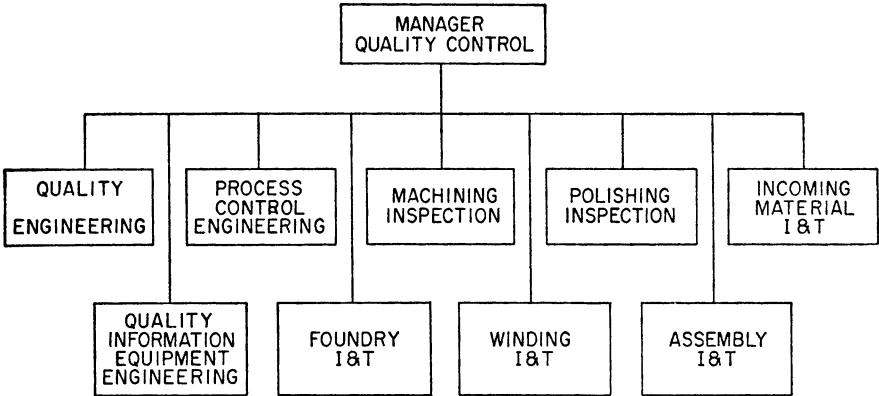 MANAGER
QUALITY CONTROL
QUALITY
ENGINEERING
PROCESS
CONTROL
ENGINEERING
MACHINING
INSPECTION
POLISHING
INSPECTION
INCOMING
MATERIAL
I & T
QUALITY
INFORMATION
EQUIPMENT
ENGINEERING
FOUNDRY
I & T
WINDING
I & T
ASSEMBLY
I & T